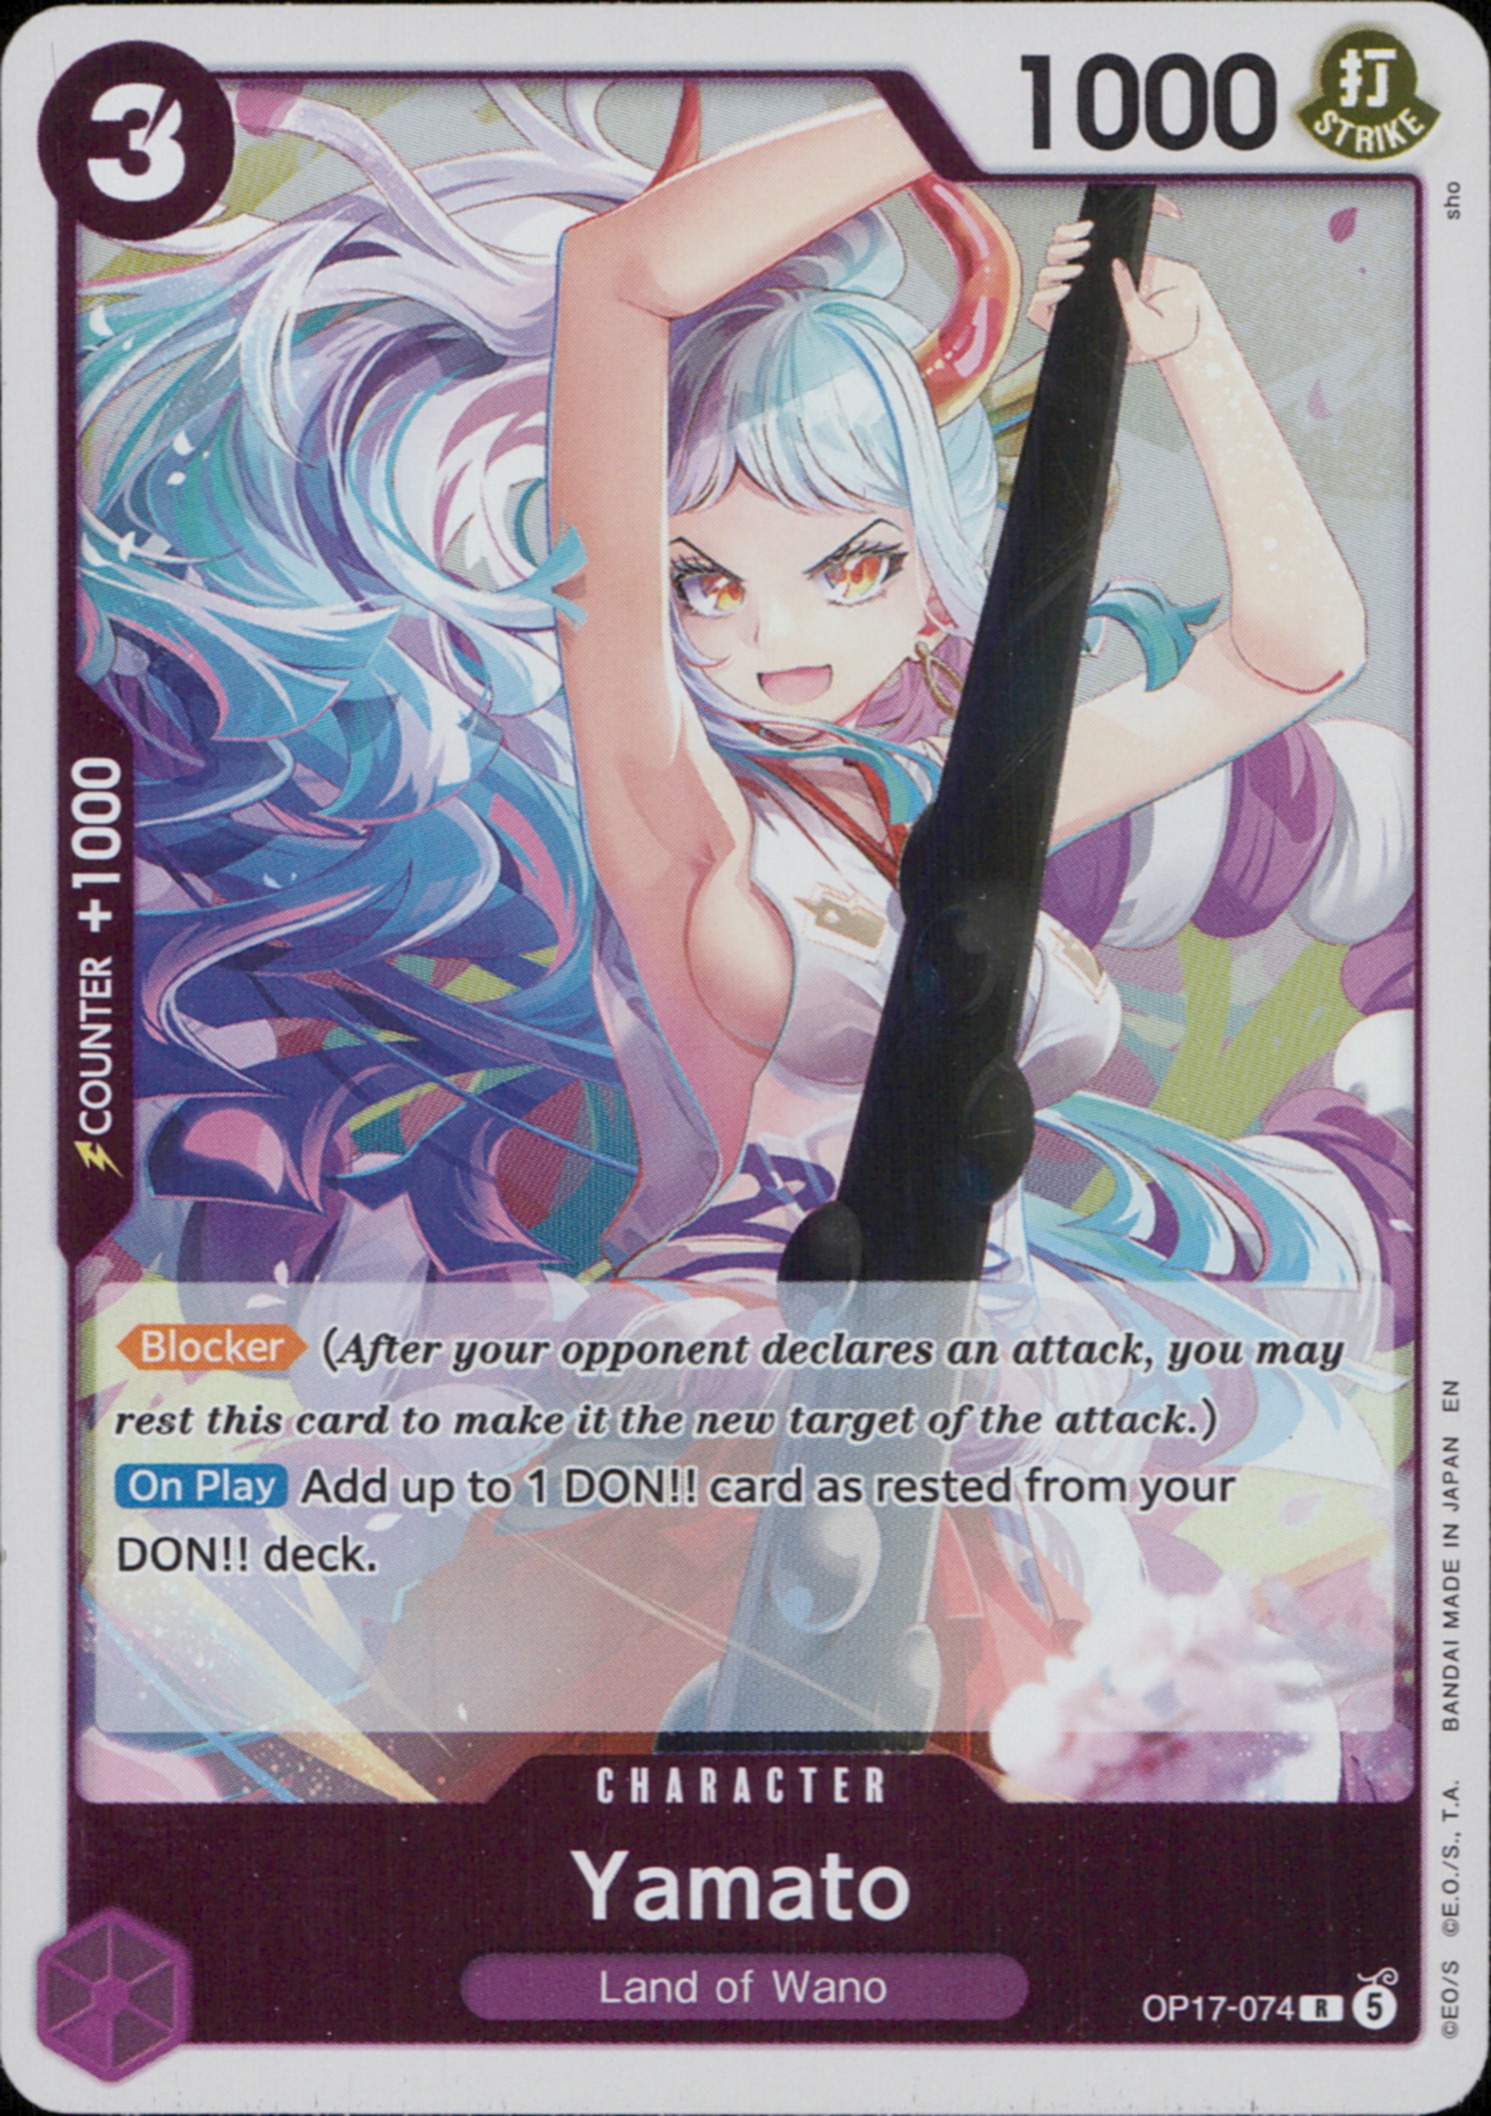 3
1000
打
STRIKE
sho
COUNTER +1000
Blocker (After your opponent declares an attack, you may
rest this card to make it the new target of the attack.)
On Play Add up to 1 DON!! card as rested from your
DON!! deck.
CHARACTER
Yamato
Land of Wano
OP17-074 R 5
©EO/S ©E.O./S., T.A. BANDAI MADE IN JAPAN EN